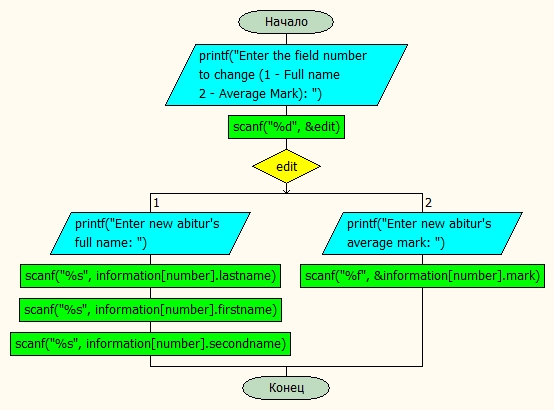 Начало
printf("Enter the field number
to change (1 - Full name
2 - Average Mark): ")
scanf("%d", &edit)
edit
1
2
printf("Enter new abitur's
full name: ")
printf("Enter new abitur's
average mark: ")
scanf("%s", information[number].lastname)
scanf("%f", &information[number].mark)
scanf("%s", information[number].firstname)
scanf("%s", information[number].secondname)
Конец